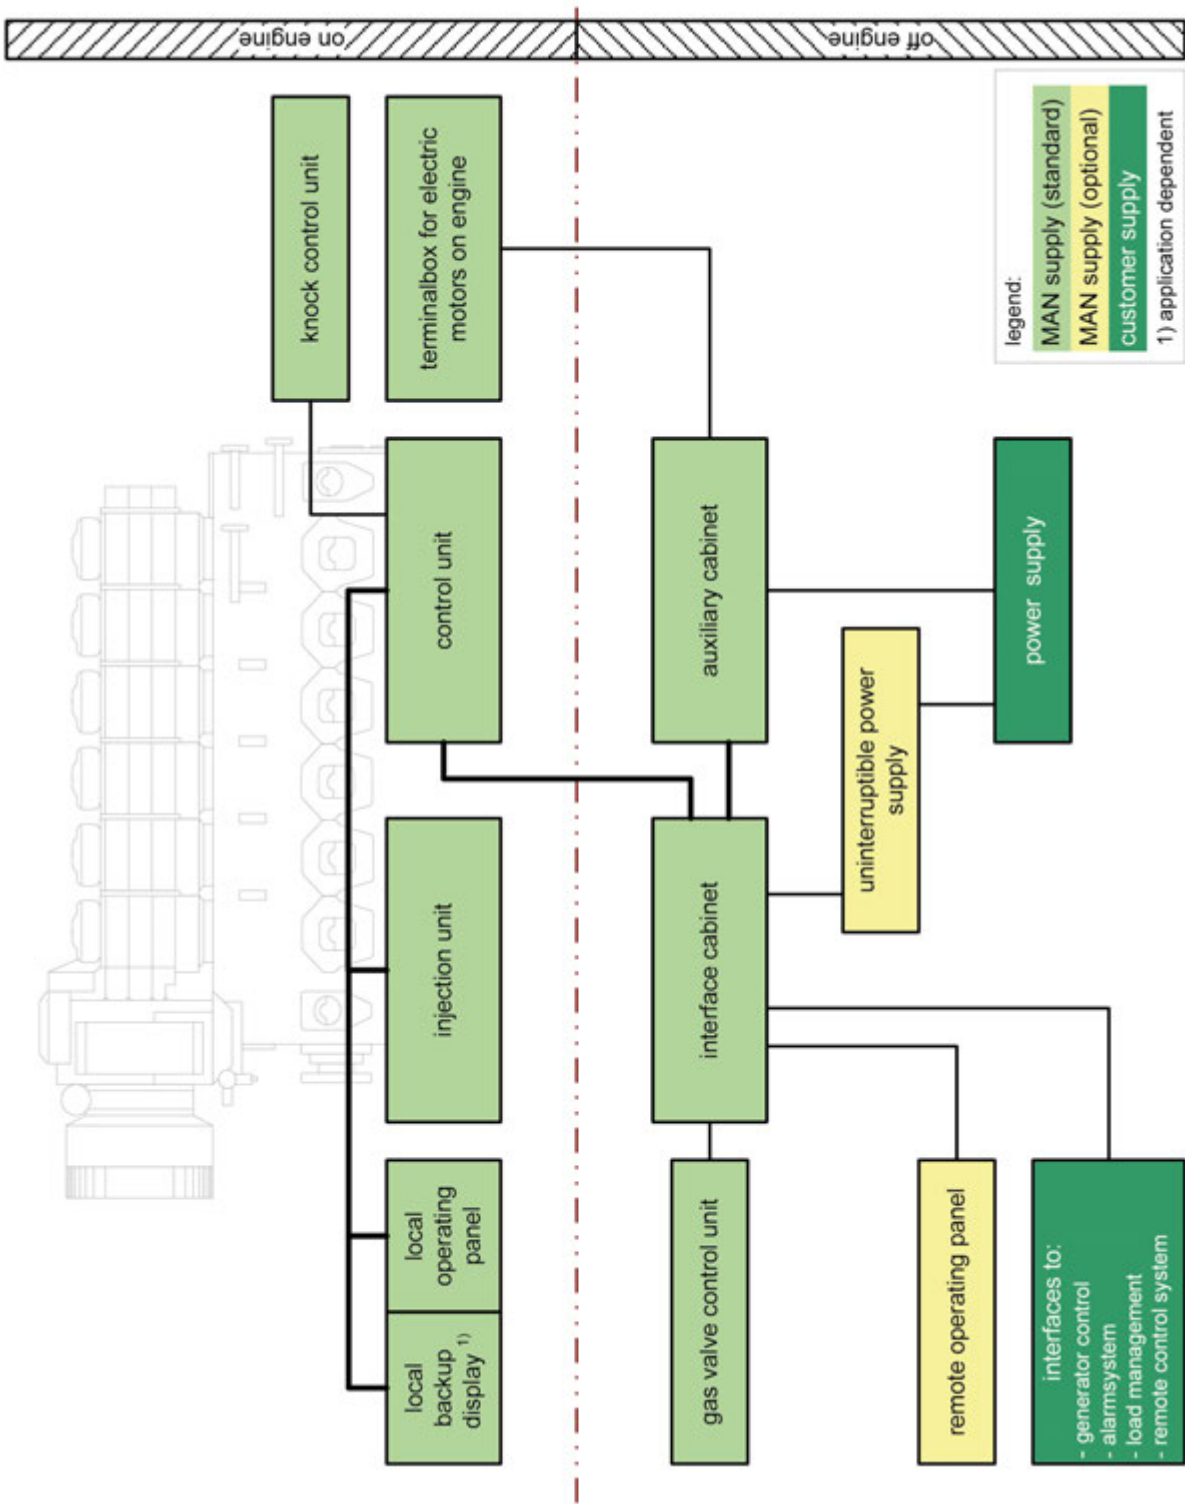 on engine
off engine
local
backup
display 1)
local
operating
panel
injection unit
control unit
knock control unit
terminalbox for electric
motors on engine
gas valve control unit
interface cabinet
auxiliary cabinet
remote operating panel
uninterruptible power
supply
interfaces to:
- generator control
- alarmsystem
- load management
- remote control system
power supply
legend:
MAN supply (standard)
MAN supply (optional)
customer supply
1) application dependent